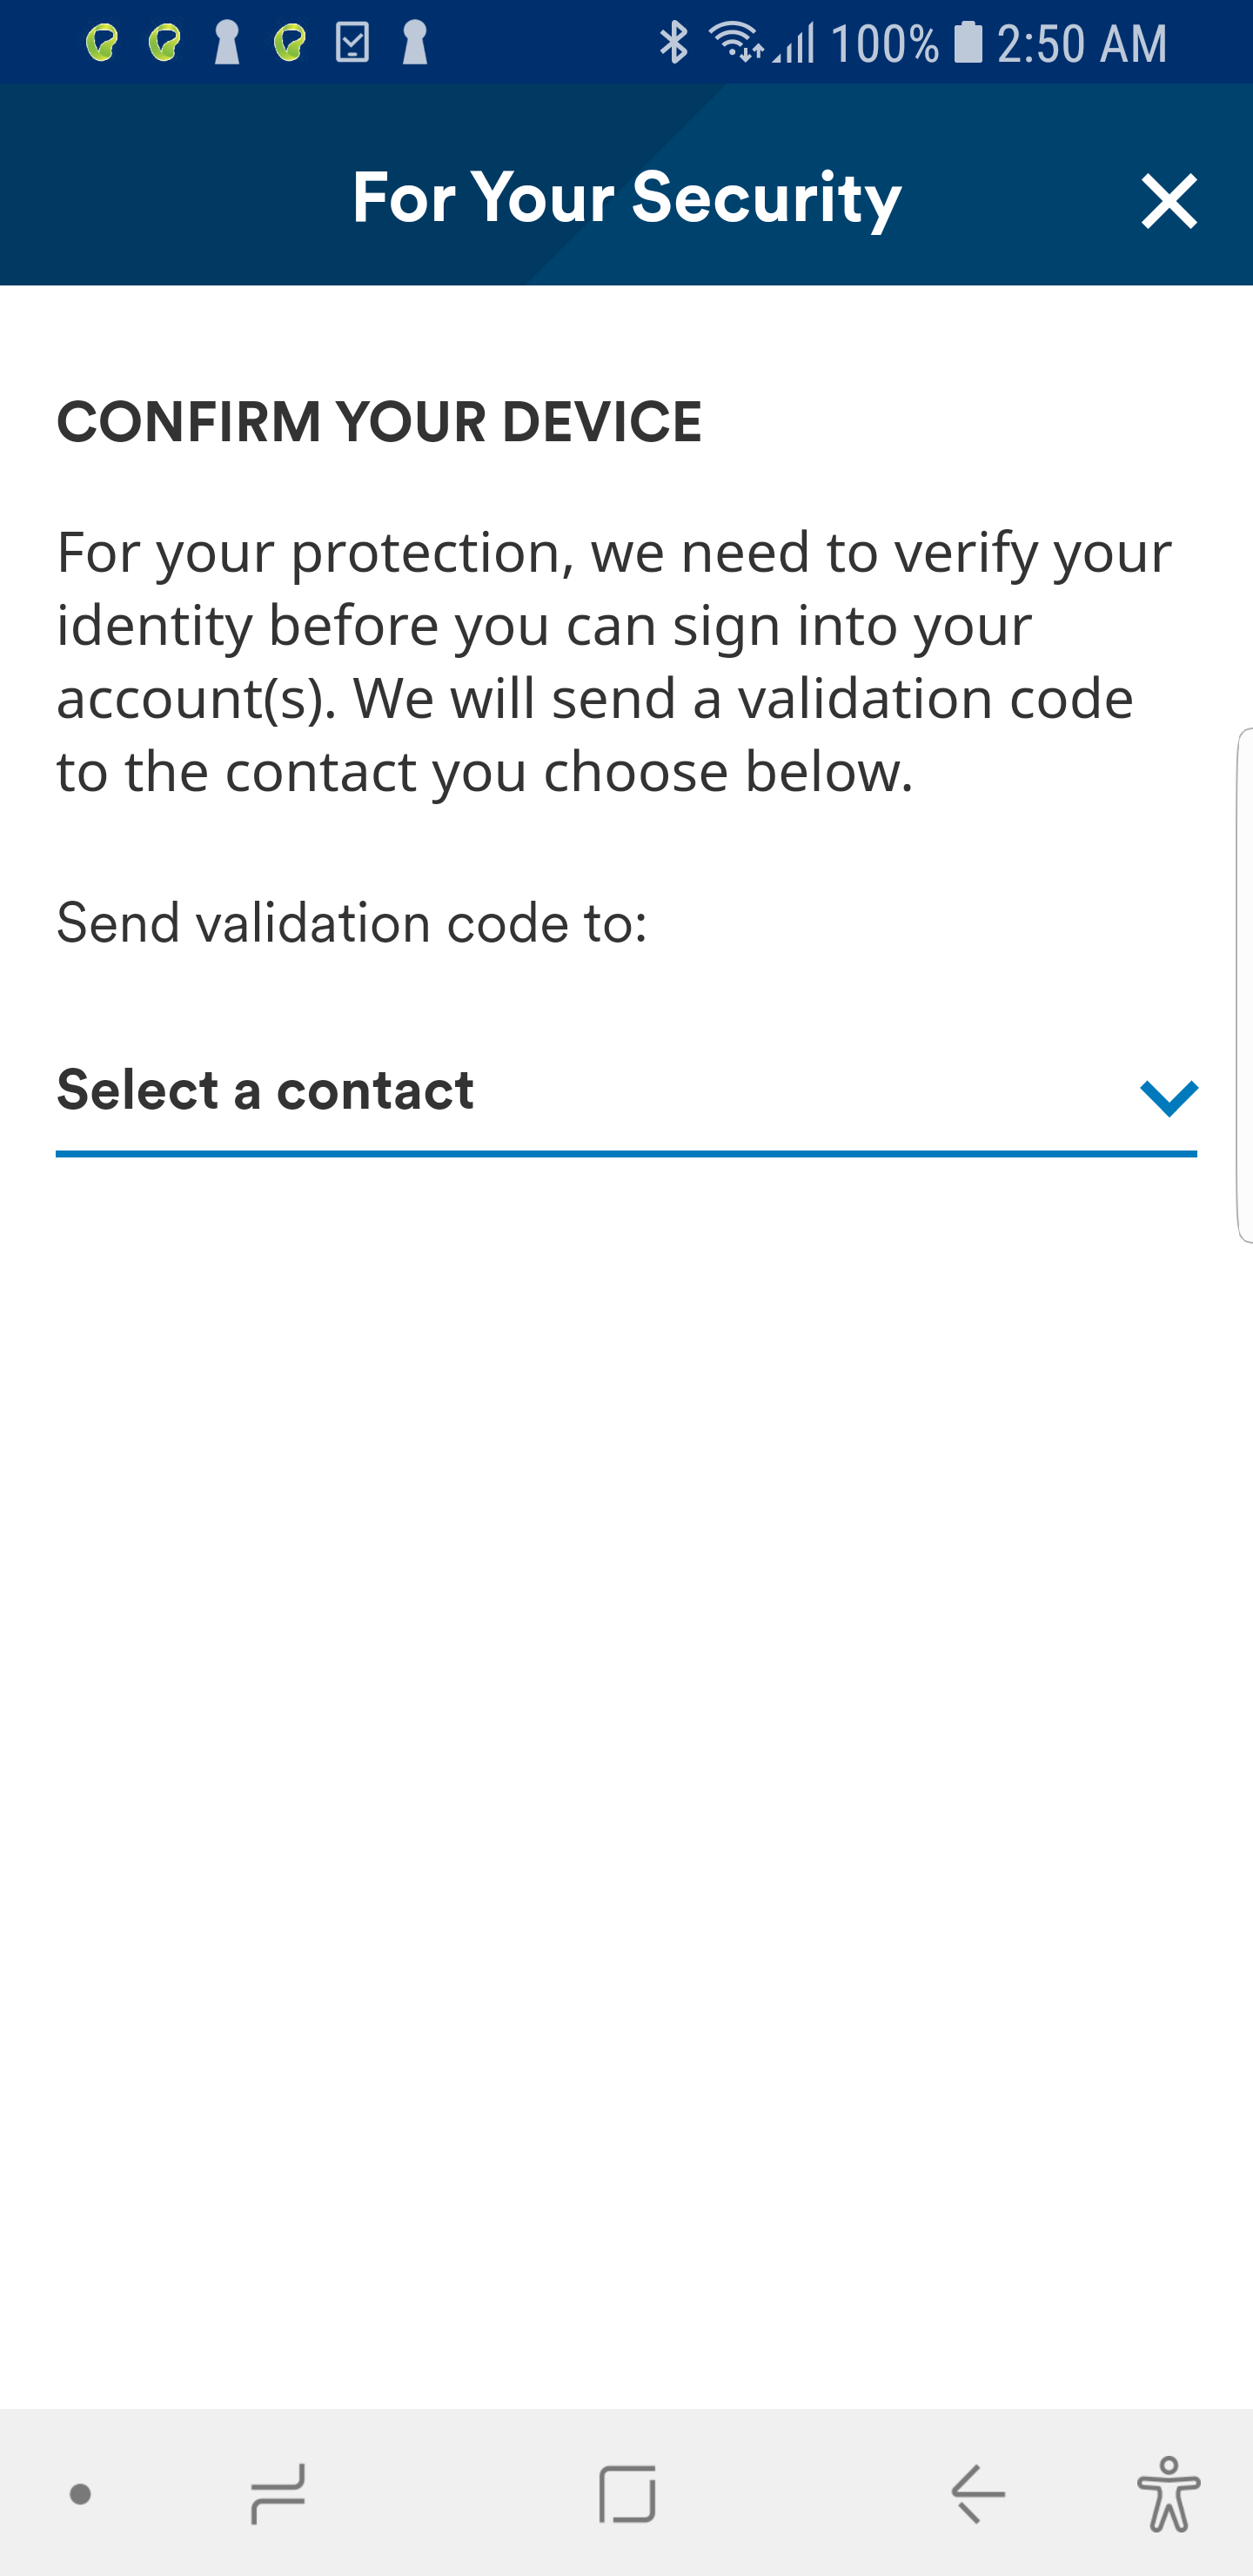 100% 2:50 AM
For Your Security
CONFIRM YOUR DEVICE
For your protection, we need to verify your
identity before you can sign into your
account(s). We will send a validation code
to the contact you choose below.
Send validation code to:
Select a contact